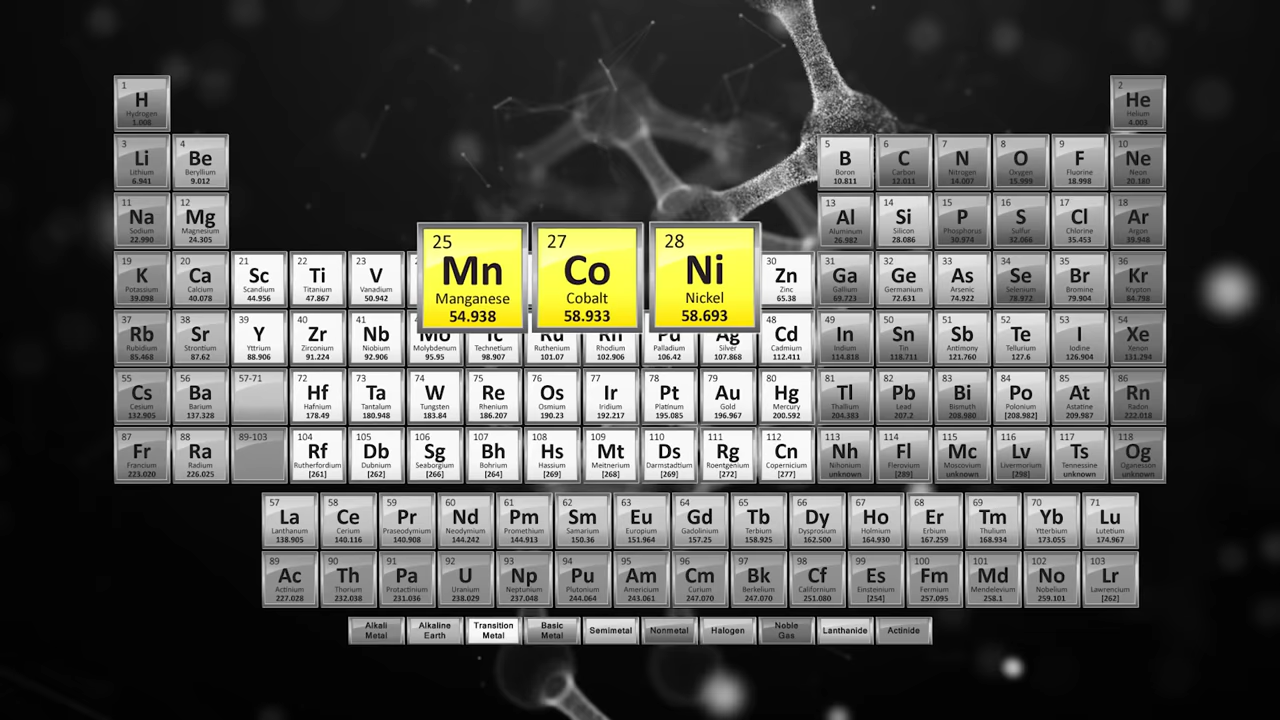 1 2
H He
Hydrogen Helium
1.008 4.003
3 4 5 6 7 8 9 10
Li Be B C N O F Ne
Lithium Beryllium Boron Carbon Nitrogen Oxygen Fluorine Neon
6.941 9.012 10.811 12.011 14.007 15.999 18.998 20.180
11 12 13 14 15 16 17 18
Na Mg Al Si P S Cl Ar
Sodium Magnesium Aluminum Silicon Phosphorus Sulfur Chlorine Argon
22.990 24.305 26.982 28.086 30.974 32.066 35.453 39.948
25 27 28
Mn Co Ni
Manganese Cobalt Nickel
54.938 58.933 58.693
19 20 21 22 23 30 31 32 33 34 35 36
K Ca Sc Ti V Zn Ga Ge As Se Br Kr
Potassium Calcium Scandium Titanium Vanadium Zinc Gallium Germanium Arsenic Selenium Bromine Krypton
39.098 40.078 44.956 47.867 50.942 65.38 69.723 72.631 74.922 78.972 79.904 84.798
37 38 39 40 41 48 49 50 51 52 53 54
Rb Sr Y Zr Nb Mo Tc Ru Rh Pd Ag Cd In Sn Sb Te I Xe
Rubidium Strontium Yttrium Zirconium Niobium Molybdenum Technetium Ruthenium Rhodium Palladium Silver Cadmium Indium Tin Antimony Tellurium Iodine Xenon
85.468 87.62 88.906 91.224 92.906 95.95 98.907 101.07 102.906 106.42 107.868 112.411 114.818 118.711 121.760 127.6 126.904 131.294
55 56 57-71 72 73 74 75 76 77 78 79 80 81 82 83 84 85 86
Cs Ba Hf Ta W Re Os Ir Pt Au Hg Tl Pb Bi Po At Rn
Cesium Barium Hafnium Tantalum Tungsten Rhenium Osmium Iridium Platinum Gold Mercury Thallium Lead Bismuth Polonium Astatine Radon
132.905 137.328 178.49 180.948 183.84 186.207 190.23 192.217 195.085 196.967 200.592 204.383 207.2 208.980 [208.982] 209.987 222.018
87 88 89-103 104 105 106 107 108 109 110 111 112 113 114 115 116 117 118
Fr Ra Rf Db Sg Bh Hs Mt Ds Rg Cn Nh Fl Mc Lv Ts Og
Francium Radium Rutherfordium Dubnium Seaborgium Bohrium Hassium Meitnerium Darmstadtium Roentgenium Copernicium Nihonium Flerovium Moscovium Livermorium Tennessine Oganesson
223.020 226.025 [261] [262] [266] [264] [269] [268] [269] [272] [277] unknown [289] unknown [298] unknown unknown
57 58 59 60 61 62 63 64 65 66 67 68 69 70 71
La Ce Pr Nd Pm Sm Eu Gd Tb Dy Ho Er Tm Yb Lu
Lanthanum Cerium Praseodymium Neodymium Promethium Samarium Europium Gadolinium Terbium Dysprosium Holmium Erbium Thulium Ytterbium Lutetium
138.905 140.116 140.908 144.242 144.913 150.36 151.964 157.25 158.925 162.500 164.930 167.259 168.934 173.055 174.967
89 90 91 92 93 94 95 96 97 98 99 100 101 102 103
Ac Th Pa U Np Pu Am Cm Bk Cf Es Fm Md No Lr
Actinium Thorium Protactinium Uranium Neptunium Plutonium Americium Curium Berkelium Californium Einsteinium Fermium Mendelevium Nobelium Lawrencium
227.028 232.038 231.036 238.029 237.048 244.064 243.061 247.070 247.070 251.080 [254] 257.095 258.1 259.101 [262]
Alkali Metal
Alkaline Earth
Transition Metal
Basic Metal
Semimetal
Nonmetal
Halogen
Noble Gas
Lanthanide
Actinide